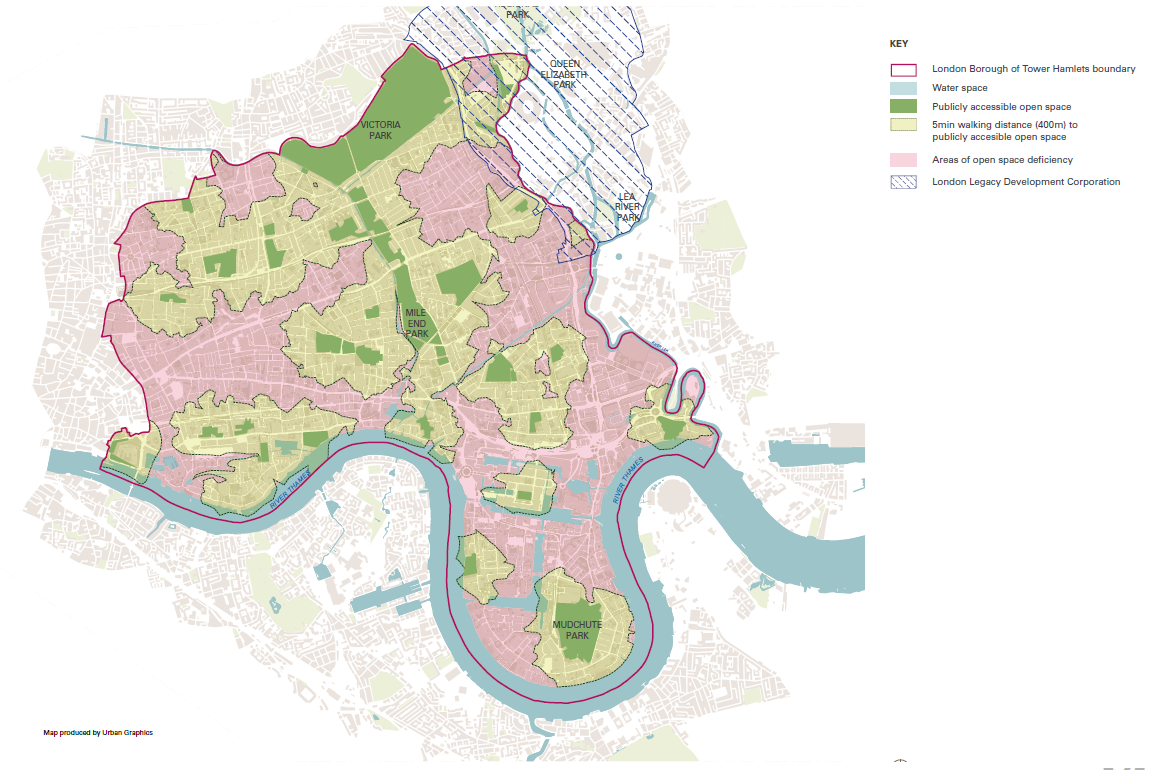 PARK
QUEEN
ELIZABETH
PARK
VICTORIA
PARK
LEA
RIVER
PARK
MILE
END
PARK
RIVER THAMES
RIVER THAMES
MUDCHUTE
PARK
Map produced by Urban Graphics
KEY
London Borough of Tower Hamlets boundary
Water space
Publicly accessible open space
5min walking distance (400m) to
publicly accesible open space
Areas of open space deficiency
London Legacy Development Corporation